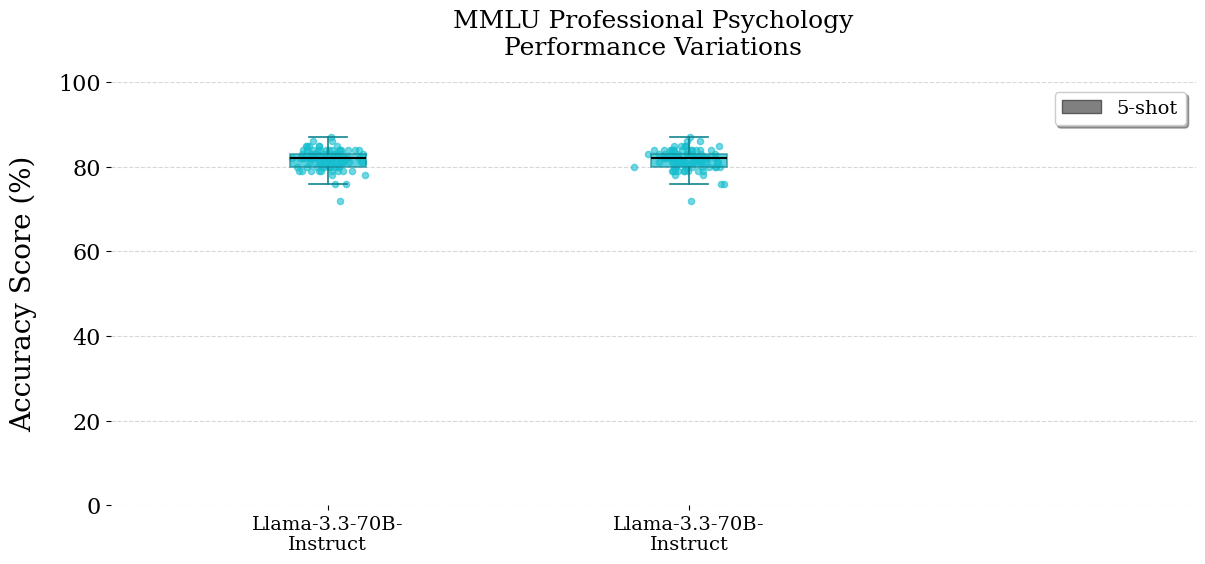 MMLU Professional Psychology
Performance Variations
Accuracy Score (%)
100
80
60
40
20
0
5-shot
Llama-3.3-70B-
Instruct
Llama-3.3-70B-
Instruct